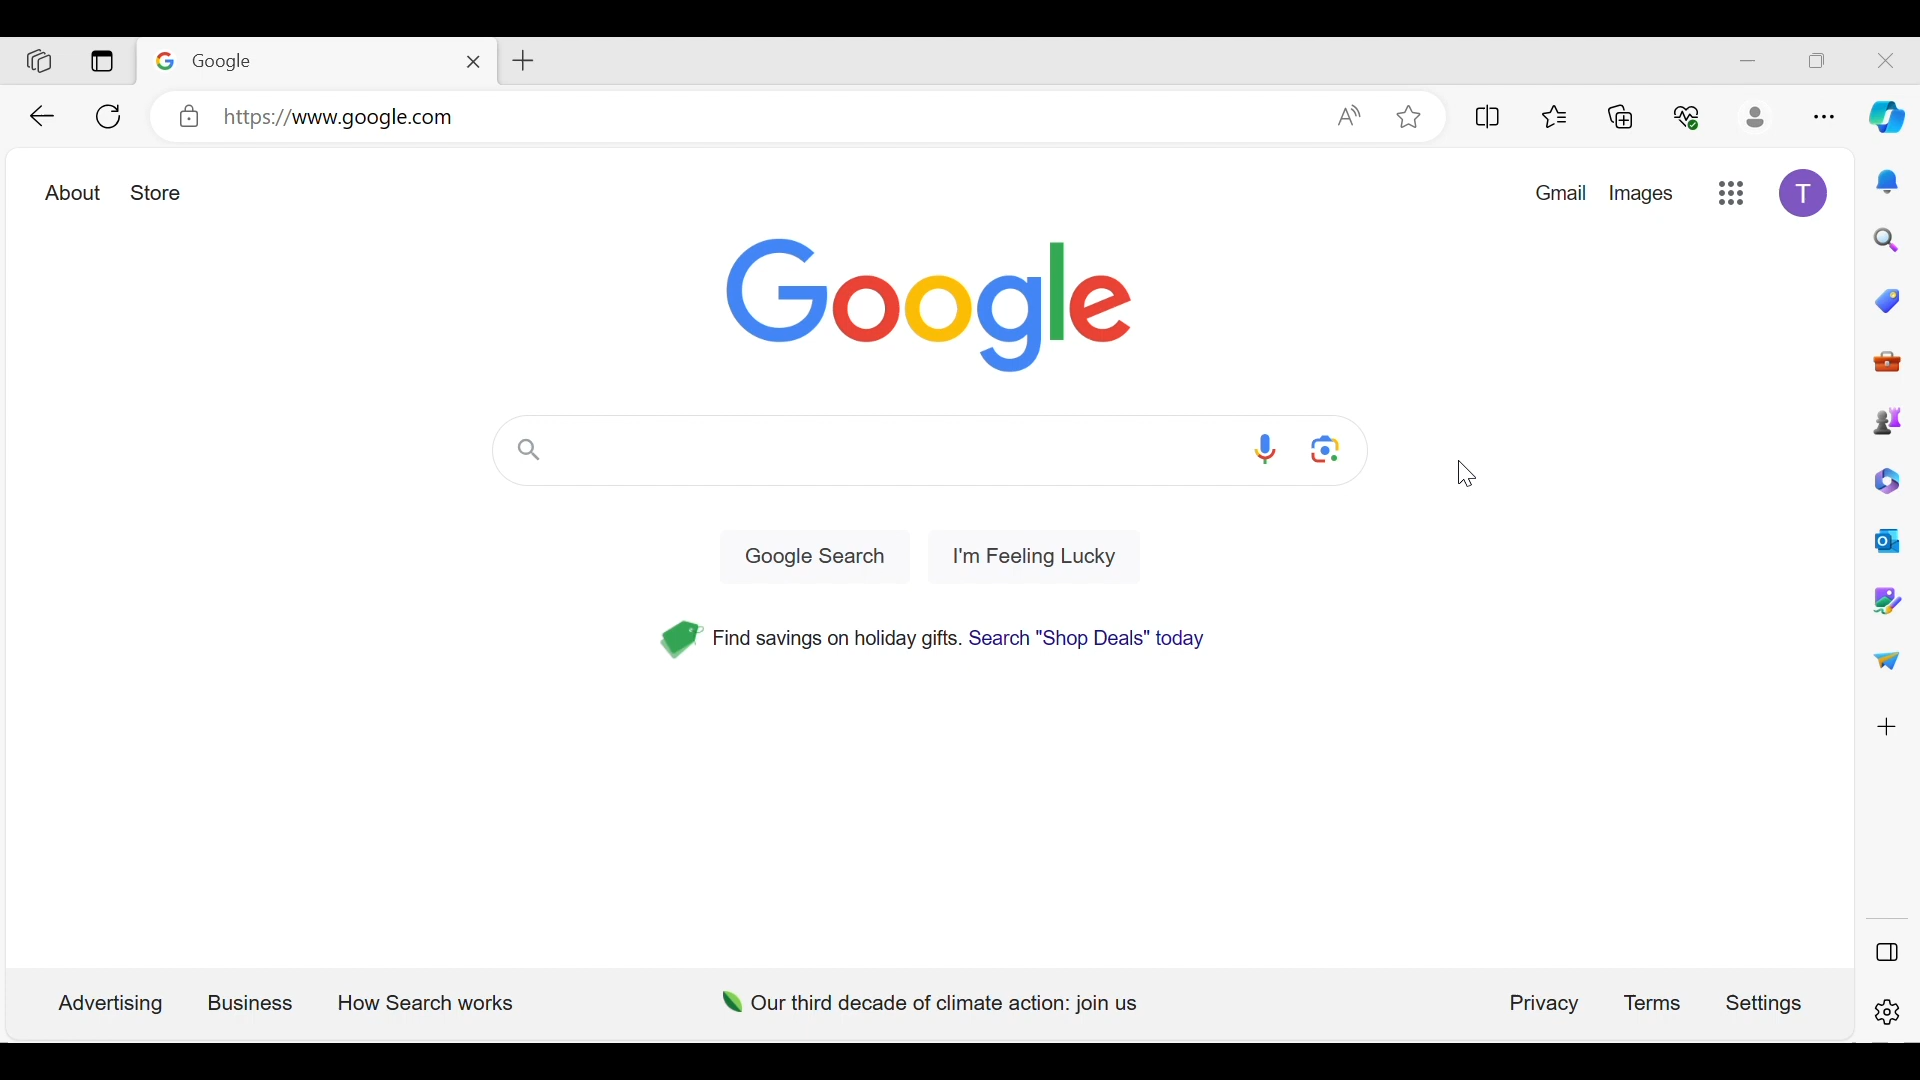 Google
https://www.google.com
About Store Gmail Images T
Google
Google Search I'm Feeling Lucky
Find savings on holiday gifts. Search "Shop Deals" today
Advertising Business How Search works Our third decade of climate action: join us Privacy Terms Settings